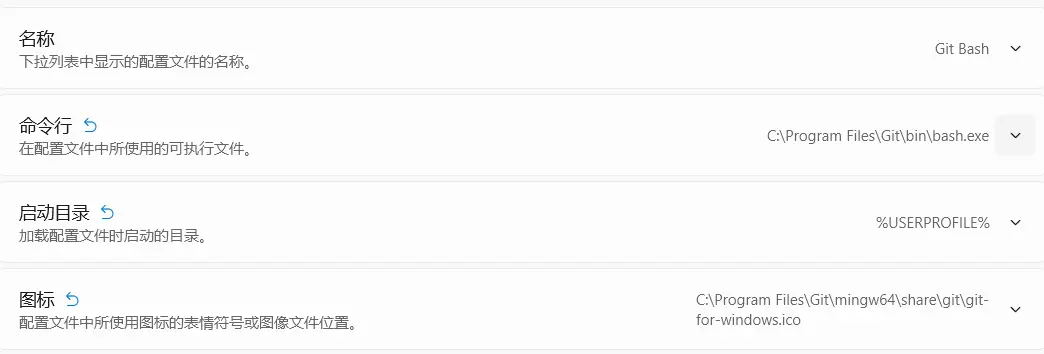 名称
下拉列表中显示的配置文件的名称。
Git Bash
命令行
在配置文件中所使用的可执行文件。
C:\Program Files\Git\bin\bash.exe
启动目录
加载配置文件时启动的目录。
%USERPROFILE%
图标
配置文件中所使用图标的表情符号或图像文件位置。
C:\Program Files\Git\mingw64\share\git\git-
for-windows.ico